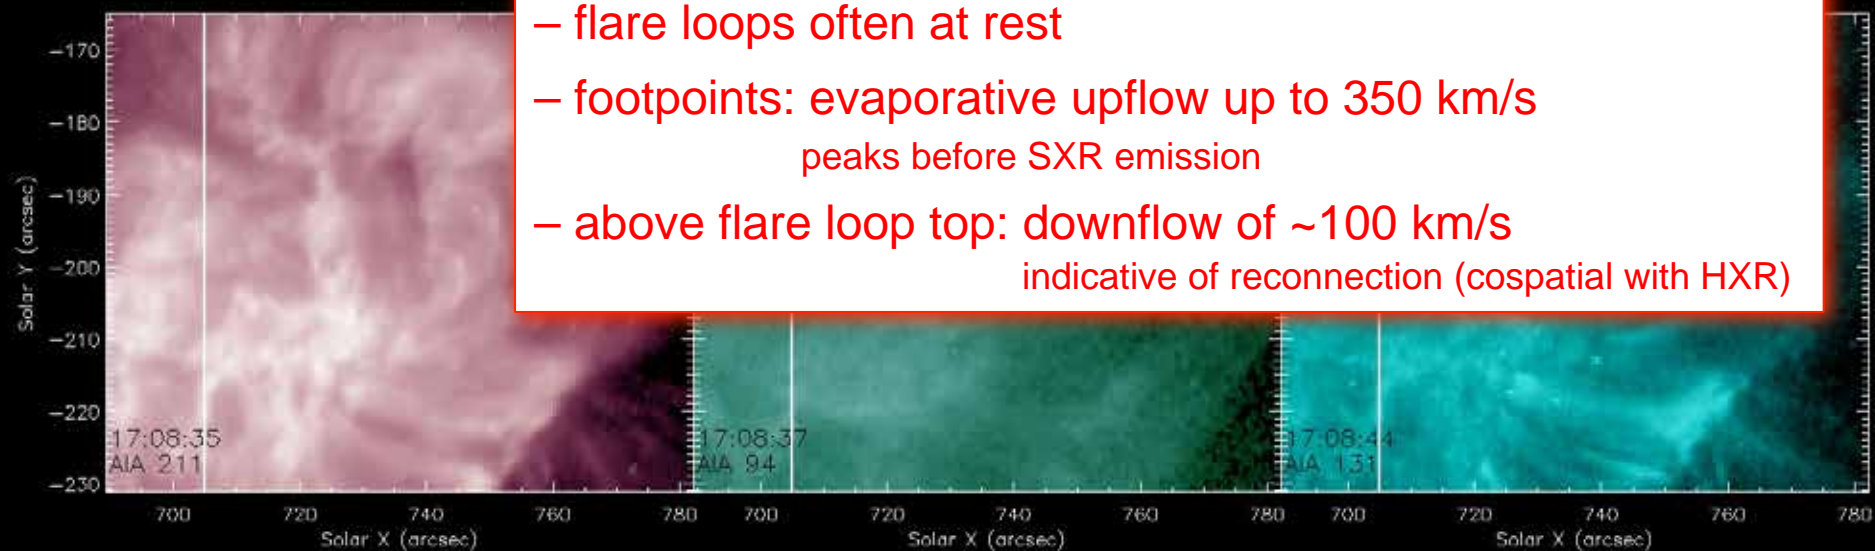 – flare loops often at rest
– footpoints: evaporative upflow up to 350 km/s
peaks before SXR emission
– above flare loop top: downflow of ~100 km/s
indicative of reconnection (cospatial with HXR)
Solar Y (arcsec)
−170
−180
−190
−200
−210
−220
−230
17:08:35
AIA 211
17:08:37
AIA 94
17:08:44
AIA 131
700 720 740 760 780 700 720 740 760 780 700 720 740 760 780
Solar X (arcsec) Solar X (arcsec) Solar X (arcsec)